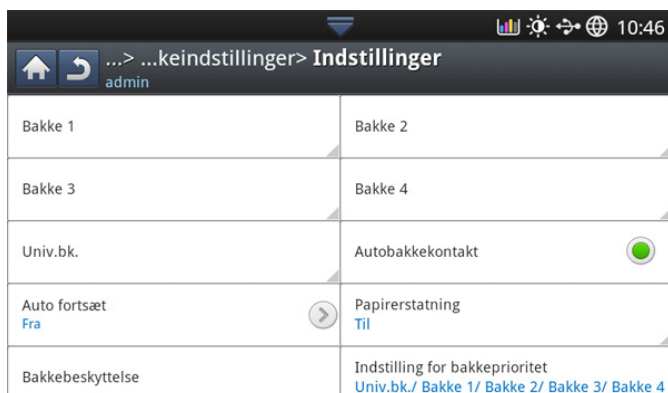 10:46
...> ...keindstillinger> Indstillinger
admin
Bakke 1
Bakke 2
Bakke 3
Bakke 4
Univ.bk.
Autobakkekontakt
Auto fortsæt
Fra
Papirerstatning
Til
Bakkebeskyttelse
Indstilling for bakkeprioritet
Univ.bk./ Bakke 1/ Bakke 2/ Bakke 3/ Bakke 4